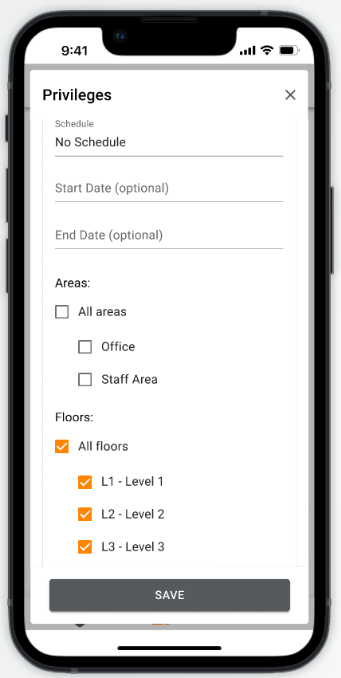 9:41
Privileges
Schedule
No Schedule
Start Date (optional)
End Date (optional)
Areas:
All areas
Office
Staff Area
Floors:
All floors
L1 - Level 1
L2 - Level 2
L3 - Level 3
SAVE